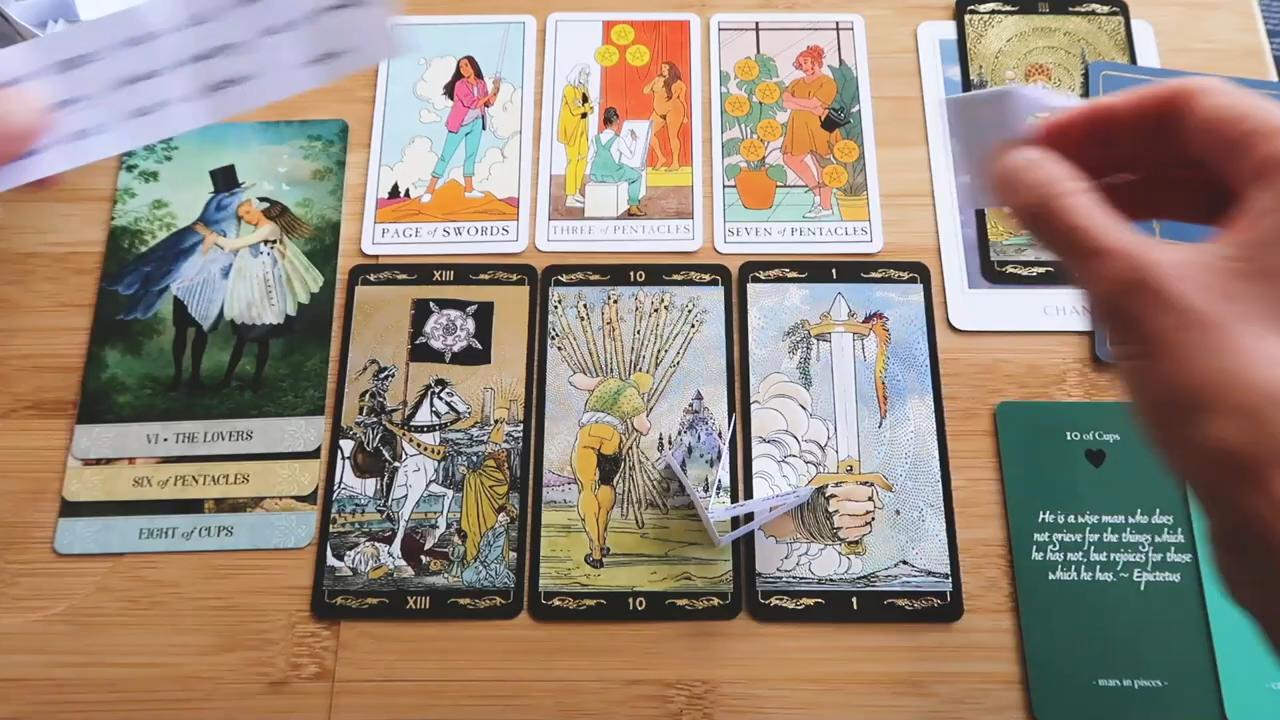 PAGE of SWORDS
THREE of PENTACLES
SEVEN of PENTACLES
VI • THE LOVERS
SIX of PENTACLES
EIGHT of CUPS
XIII
XIII
10
10
1
1
III
CHAN
10 of Cups
He is a wise man who does
not grieve for the things which
he has not, but rejoices for those
which he has. ~ Epictetus
- mars in pisces -